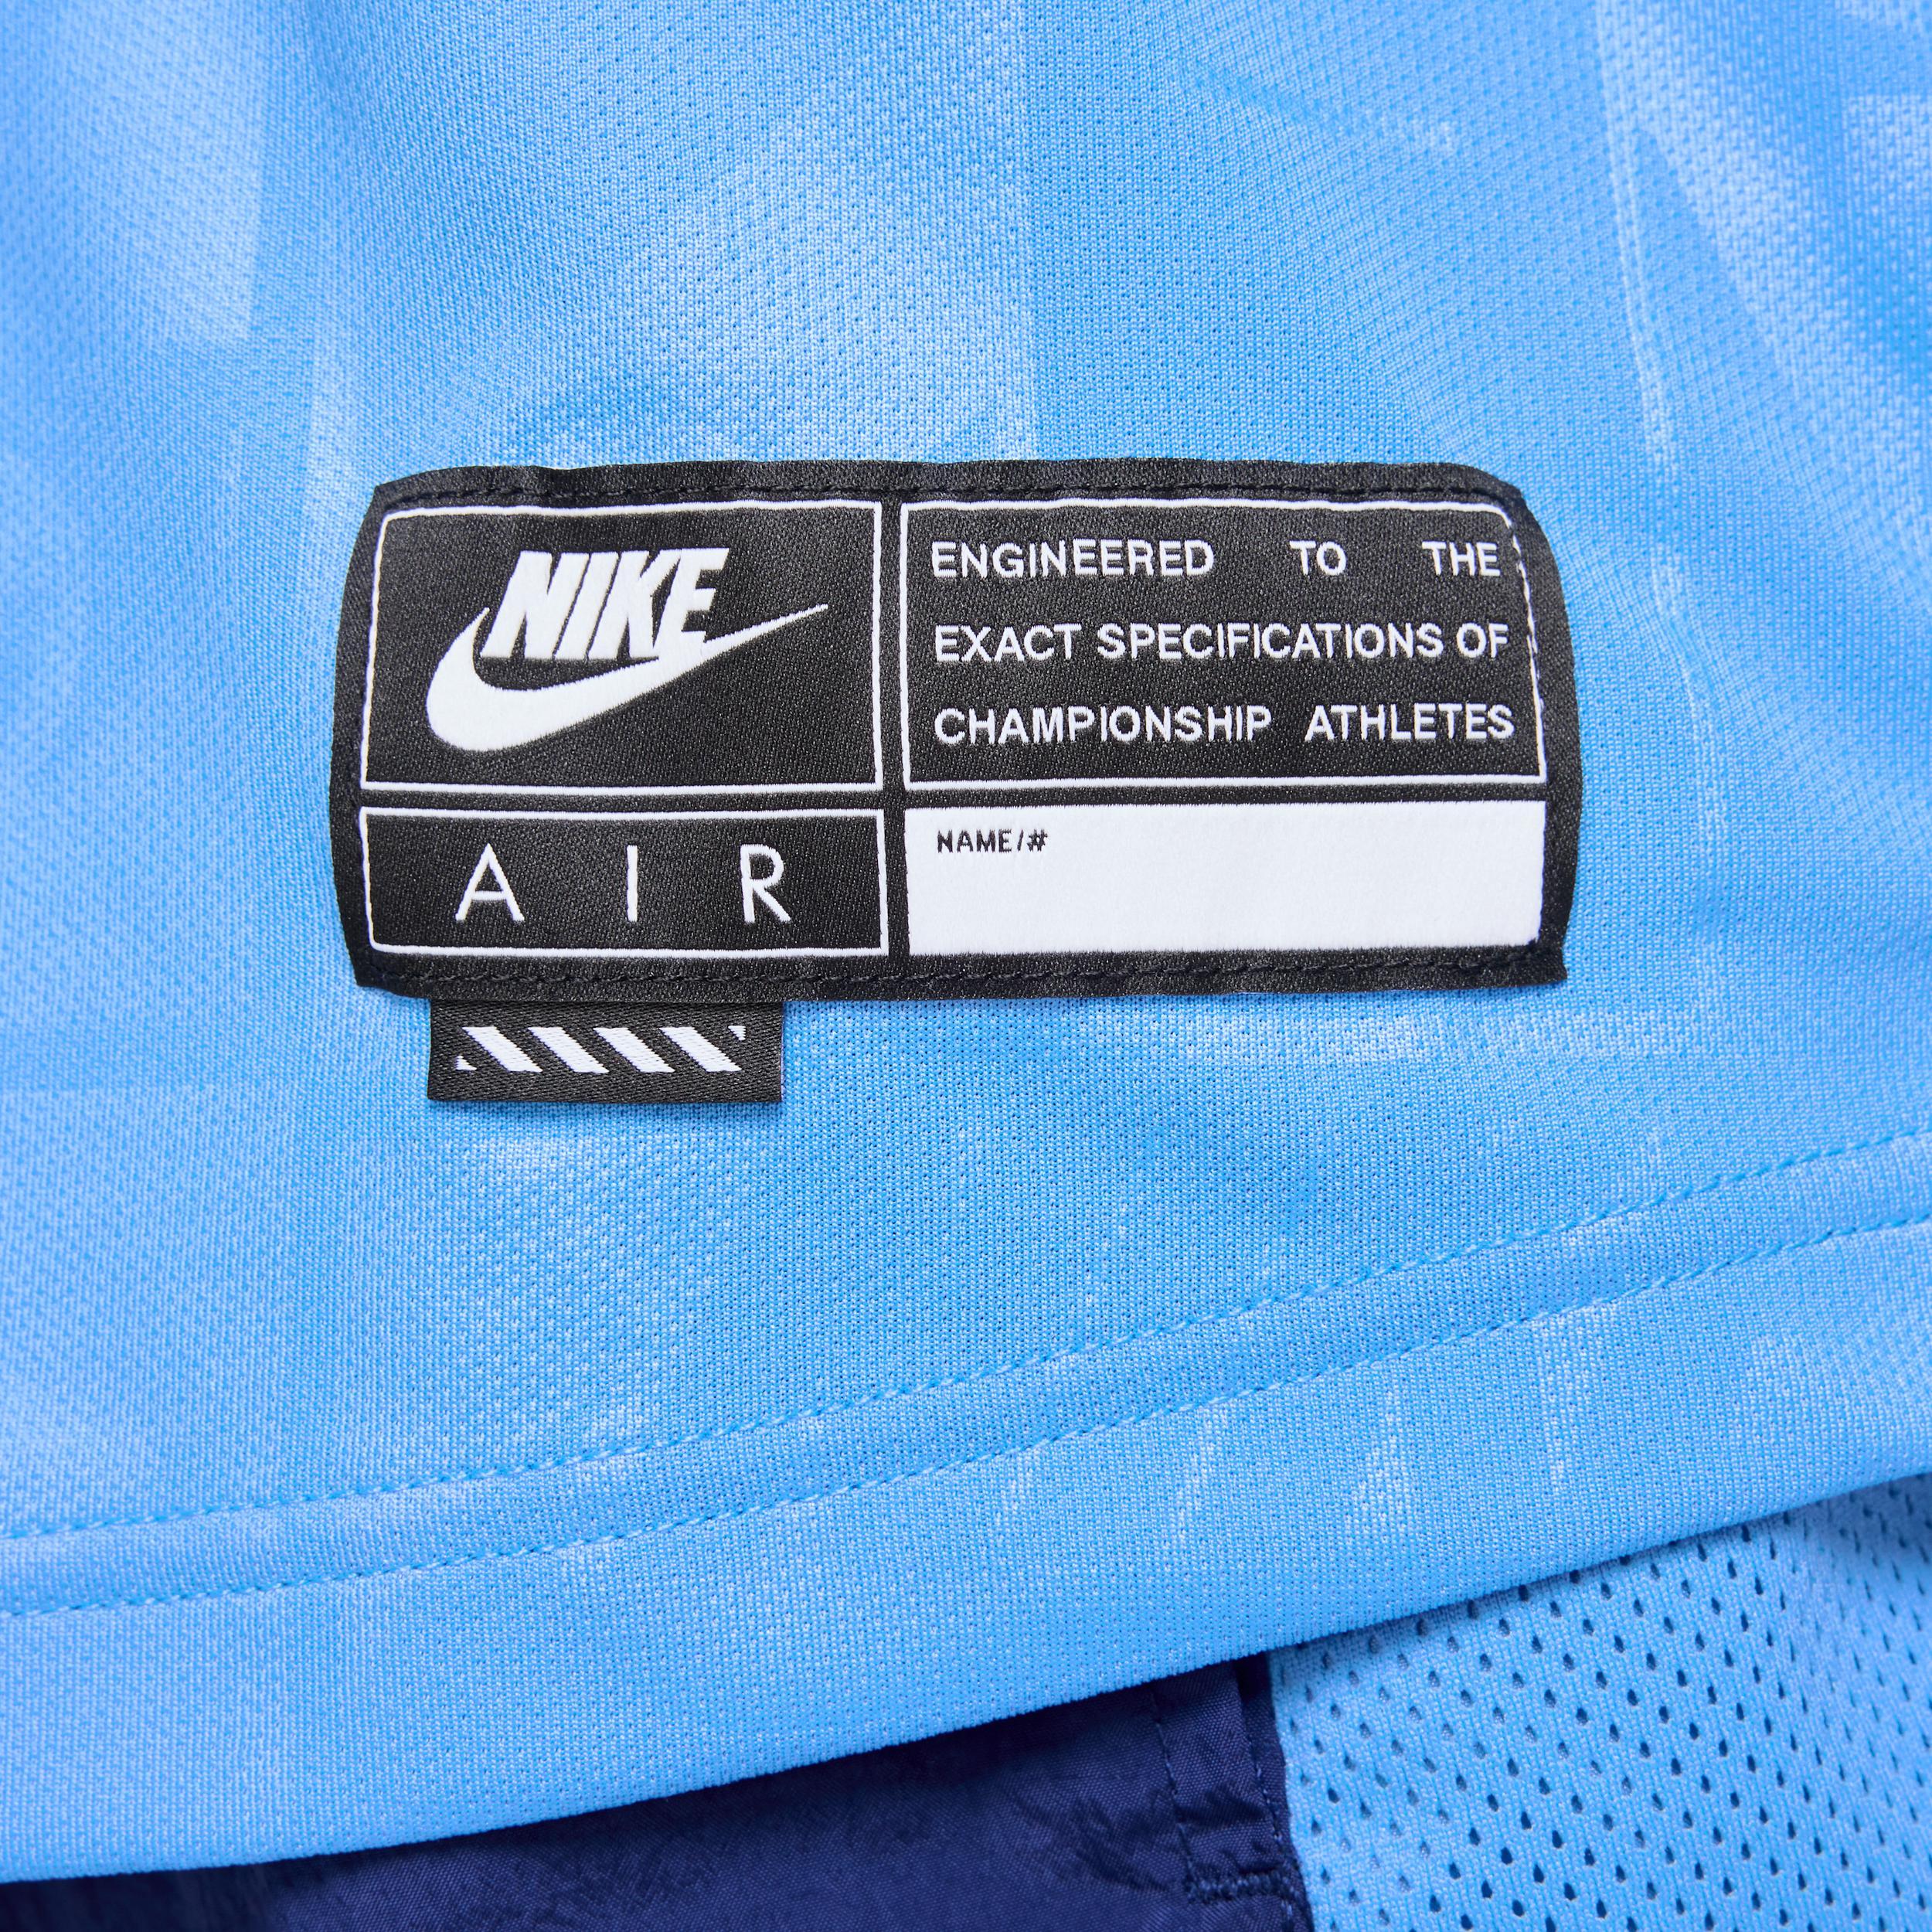 NIKE
ENGINEERED TO THE
EXACT SPECIFICATIONS OF
CHAMPIONSHIP ATHLETES
AIR
NAME/#